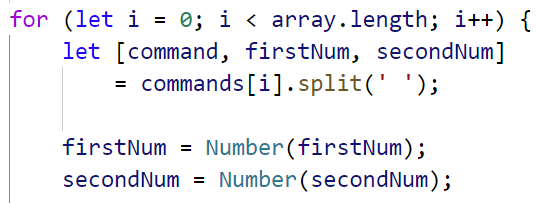 for (let i = 0; i < array.length; i++) {
    let [command, firstNum, secondNum]
        = commands[i].split(' ');

    firstNum = Number(firstNum);
    secondNum = Number(secondNum);